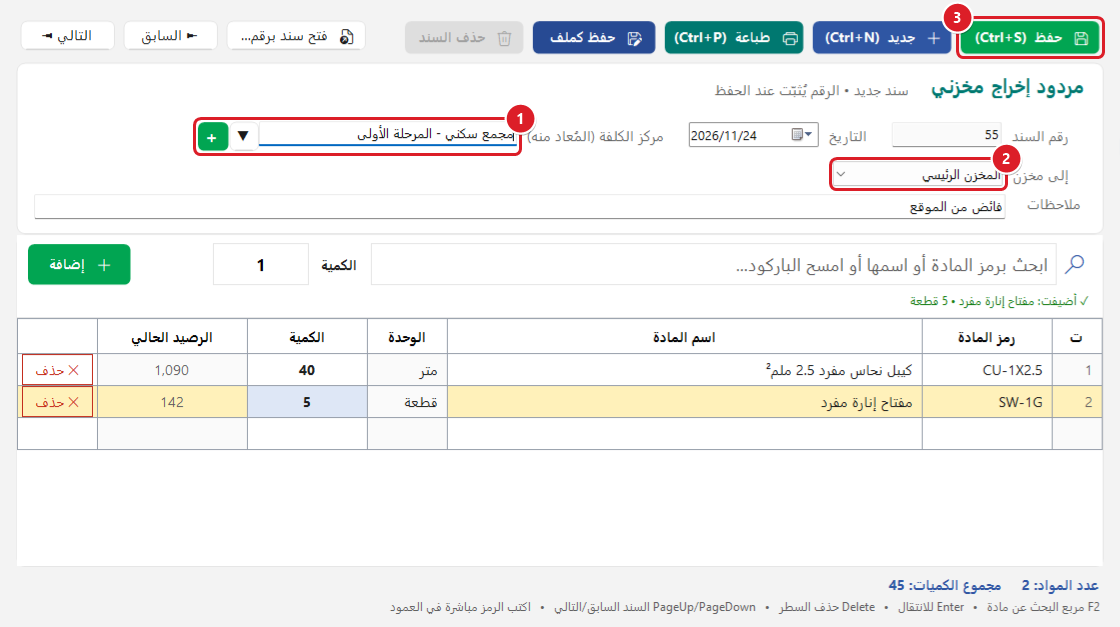 3
حفظ (Ctrl+S) جديد (Ctrl+N) طباعة (Ctrl+P) حفظ كملف حذف السند فتح سند برقم... السابق التالي
مردود إخراج مخزني سند جديد • الرقم يُثبّت عند الحفظ
1
رقم السند 55 التاريخ 2026/11/24 مركز الكلفة (المُعاد منه) مجمع سكني - المرحلة الأولى ▼ +
2
إلى مخزن المخزن الرئيسي
ملاحظات فائض من الموقع
ابحث برمز المادة أو اسمها أو امسح الباركود... الكمية 1 + إضافة
✓ أضيفت: مفتاح إنارة مفرد • 5 قطعة
ت رمز المادة اسم المادة الوحدة الكمية الرصيد الحالي
1 CU-1X2.5 كيبل نحاس مفرد 2.5 ملم² متر 40 1,090 حذف
2 SW-1G مفتاح إنارة مفرد قطعة 5 142 حذف
عدد المواد: 2 مجموع الكميات: 45
F2 مربع البحث عن مادة • Enter للانتقال • Delete حذف السطر • PageUp/PageDown السند السابق/التالي • اكتب الرمز مباشرة في العمود